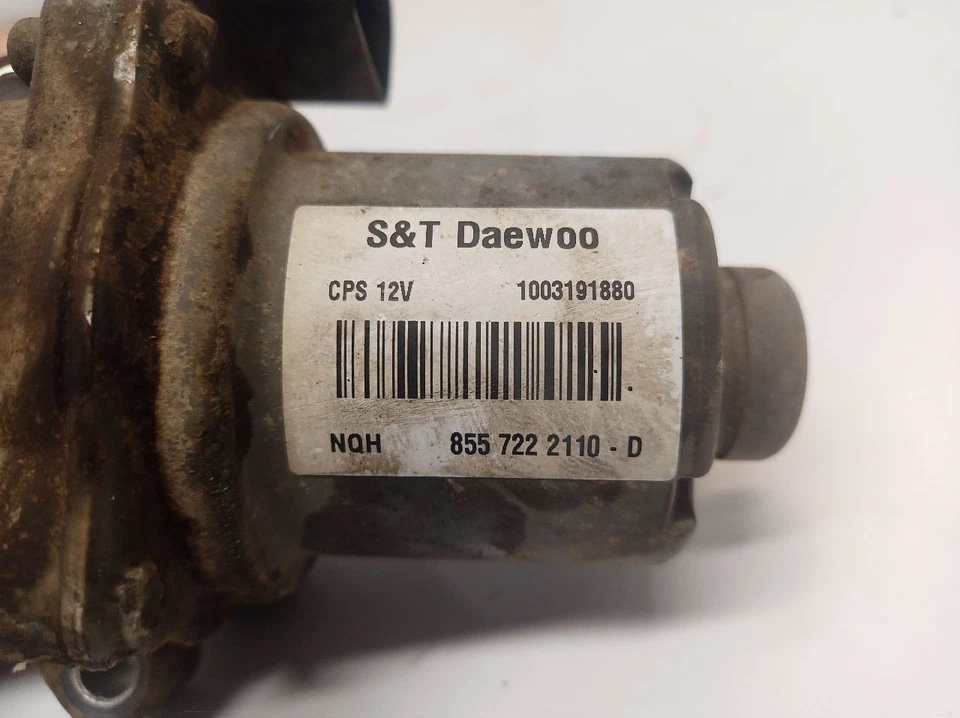 S&T Daewoo
CPS 12V 1003191880
NQH 855 722 2110 - D